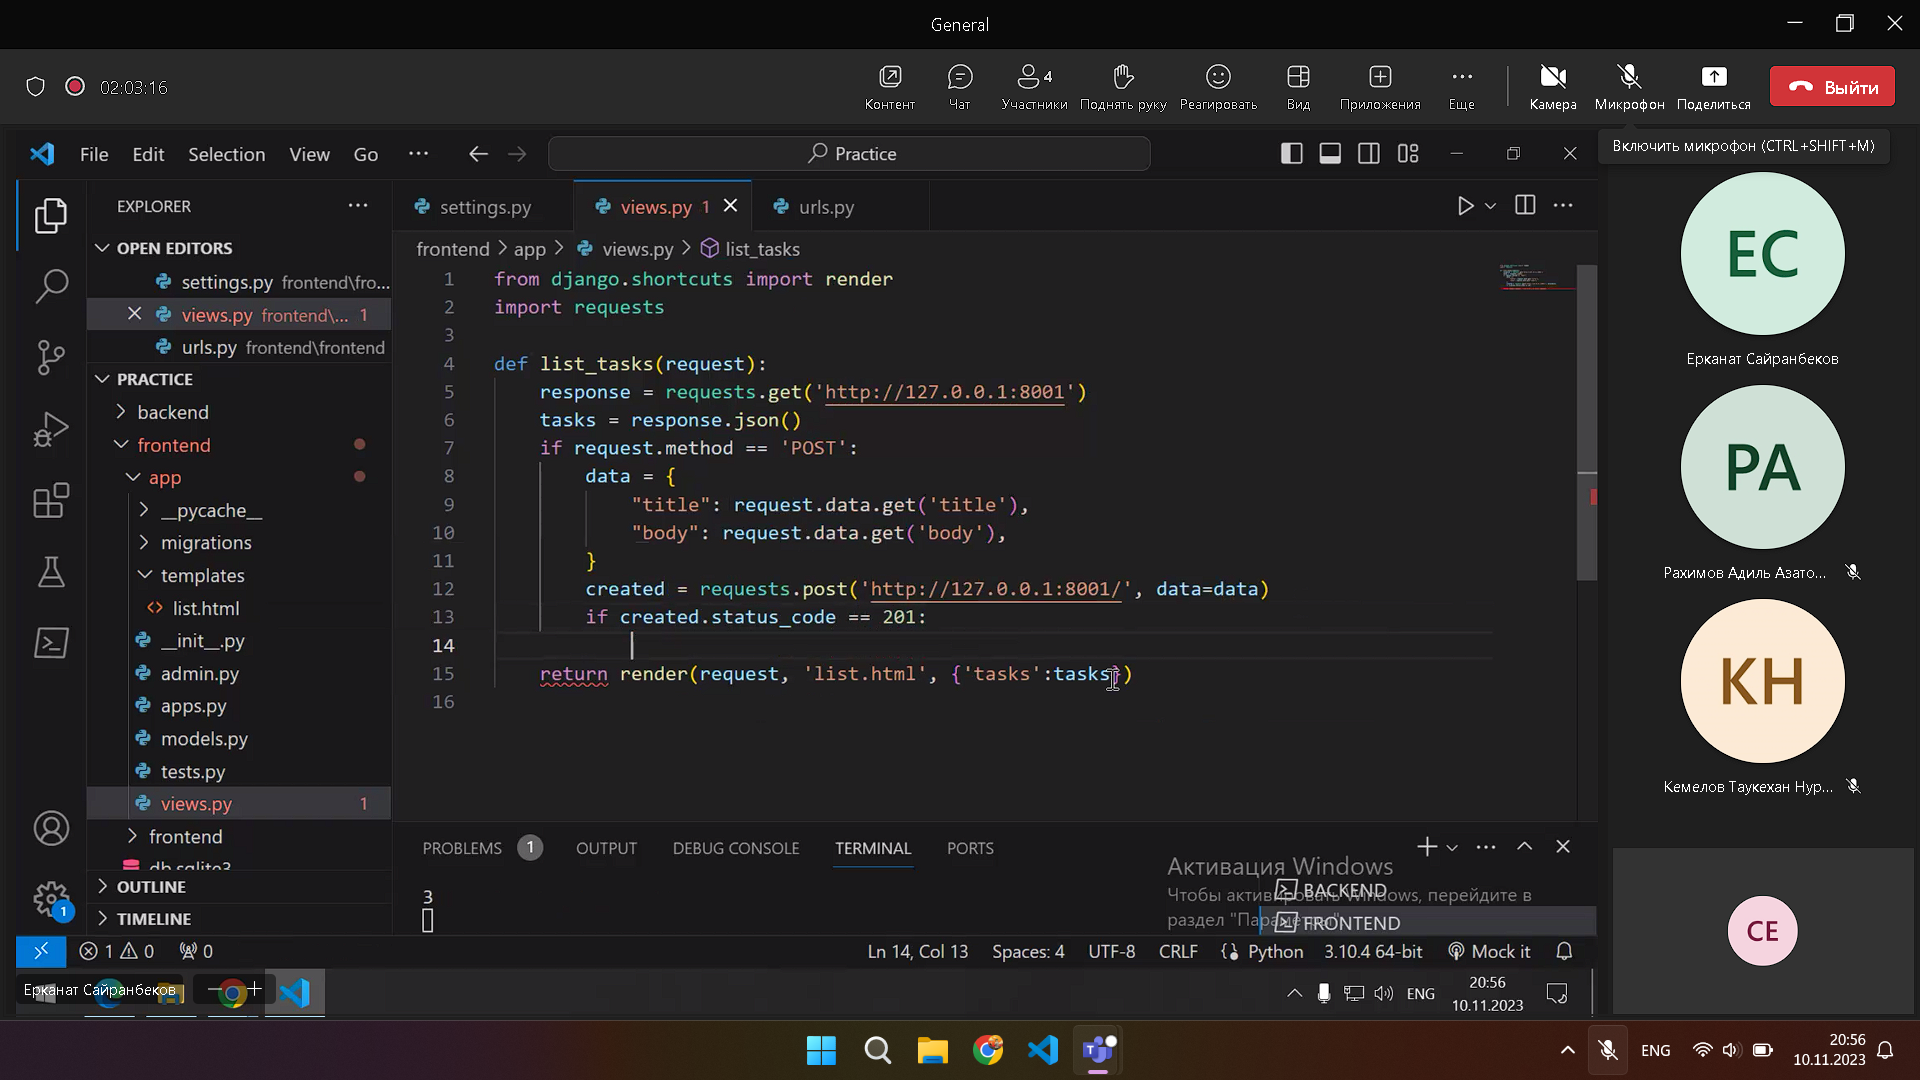 General
02:03:16
Контент
Чат
4
Участники
Поднять руку
Реагировать
Вид
Приложения
Еще
Камера
Микрофон
Поделиться
Выйти
Включить микрофон (CTRL+SHIFT+M)
File Edit Selection View Go
Practice
EXPLORER
OPEN EDITORS
settings.py frontend\fro...
views.py frontend\... 1
urls.py frontend\frontend
PRACTICE
backend
frontend
app
__pycache__
migrations
templates
list.html
__init__.py
admin.py
apps.py
models.py
tests.py
views.py 1
frontend
db.sqlite3
OUTLINE
TIMELINE
settings.py
views.py 1
urls.py
frontend > app > views.py > list_tasks
1 from django.shortcuts import render
2 import requests
3
4 def list_tasks(request):
5     response = requests.get('http://127.0.0.1:8001')
6     tasks = response.json()
7     if request.method == 'POST':
8         data = {
9             "title": request.data.get('title'),
10             "body": request.data.get('body'),
11         }
12         created = requests.post('http://127.0.0.1:8001/', data=data)
13         if created.status_code == 201:
14
15     return render(request, 'list.html', {'tasks':tasks})
16
PROBLEMS 1 OUTPUT DEBUG CONSOLE TERMINAL PORTS
3
Активация Windows
Чтобы активировать Windows, перейдите в
раздел "Параметры".
BACKEND
FRONTEND
1 0 0
Ln 14, Col 13 Spaces: 4 UTF-8 CRLF Python 3.10.4 64-bit Mock it
1
Ерканат Сайранбеков
ENG
20:56
10.11.2023
EC
Ерканат Сайранбеков
PA
Рахимов Адиль Азато...
KH
Кемелов Таукехан Нур...
CE
ENG
20:56
10.11.2023